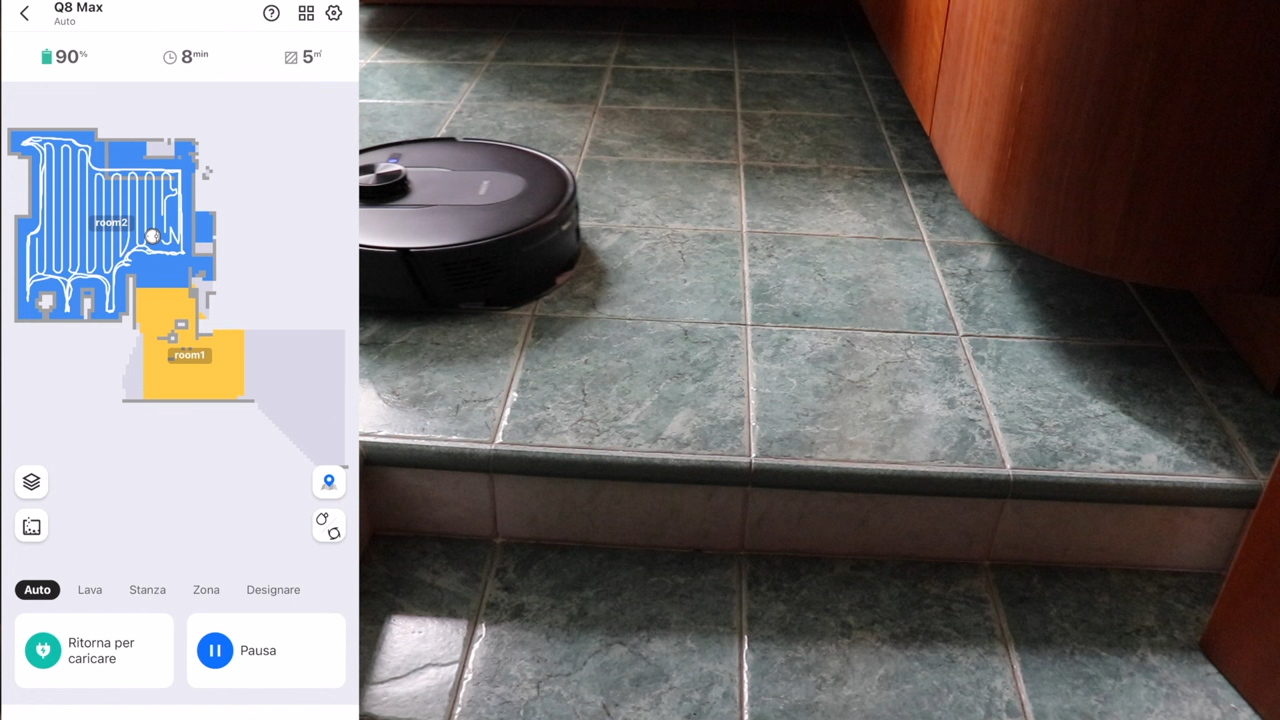 Q8 Max
Auto
90%
8min
5㎡
room2
room1
Auto
Lava
Stanza
Zona
Designare
Ritorna per
caricare
Pausa